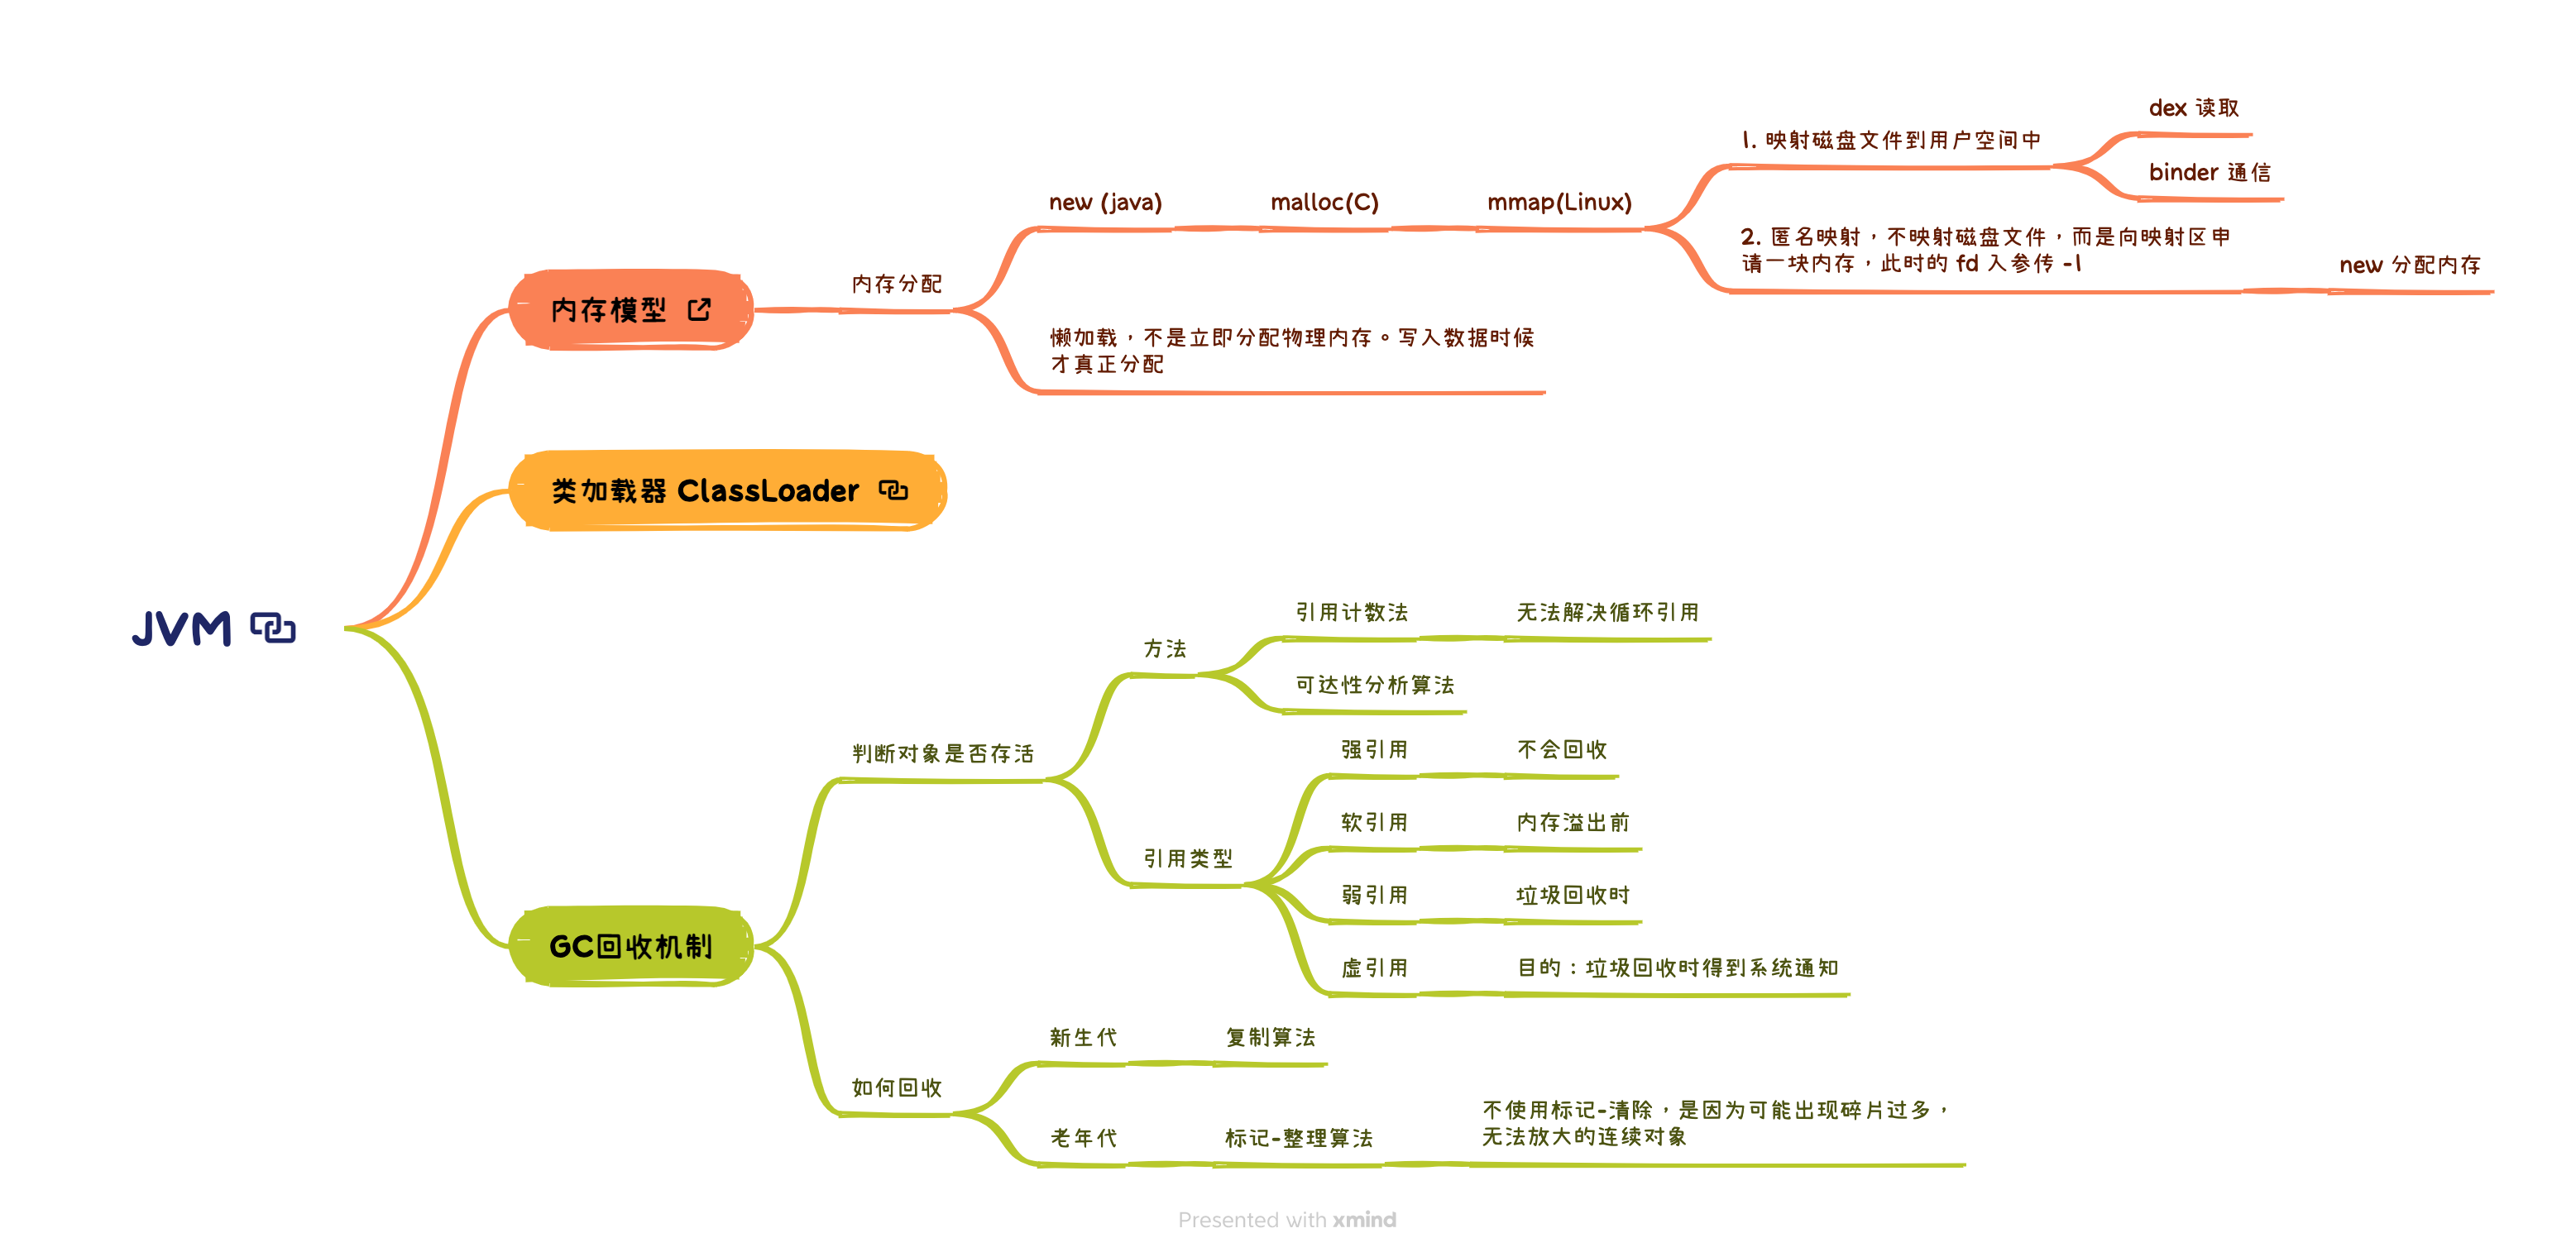 JVM
内存模型
内存分配
new (java)
malloc(C)
mmap(Linux)
1. 映射磁盘文件到用户空间中
dex 读取
binder 通信
2. 匿名映射，不映射磁盘文件，而是向映射区申
请一块内存，此时的 fd 入参传 -1
new 分配内存
懒加载，不是立即分配物理内存。写入数据时候
才真正分配
类加载器 ClassLoader
GC回收机制
判断对象是否存活
方法
引用计数法
无法解决循环引用
可达性分析算法
引用类型
强引用
不会回收
软引用
内存溢出前
弱引用
垃圾回收时
虚引用
目的：垃圾回收时得到系统通知
如何回收
新生代
复制算法
老年代
标记-整理算法
不使用标记-清除，是因为可能出现碎片过多，
无法放大的连续对象
Presented with xmind